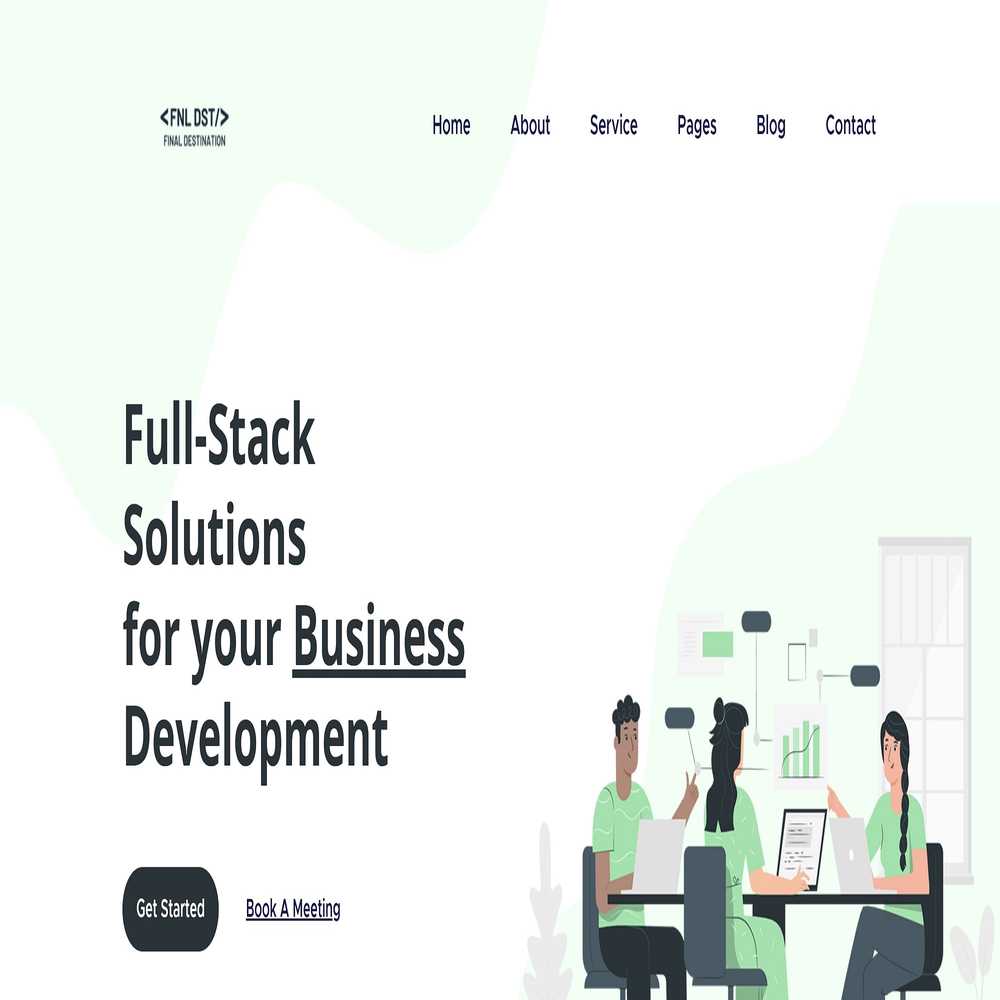 <FNL DST/>
FINAL DESTINATION
Home About Service Pages Blog Contact
Full-Stack
Solutions
for your Business
Development
Get Started Book A Meeting